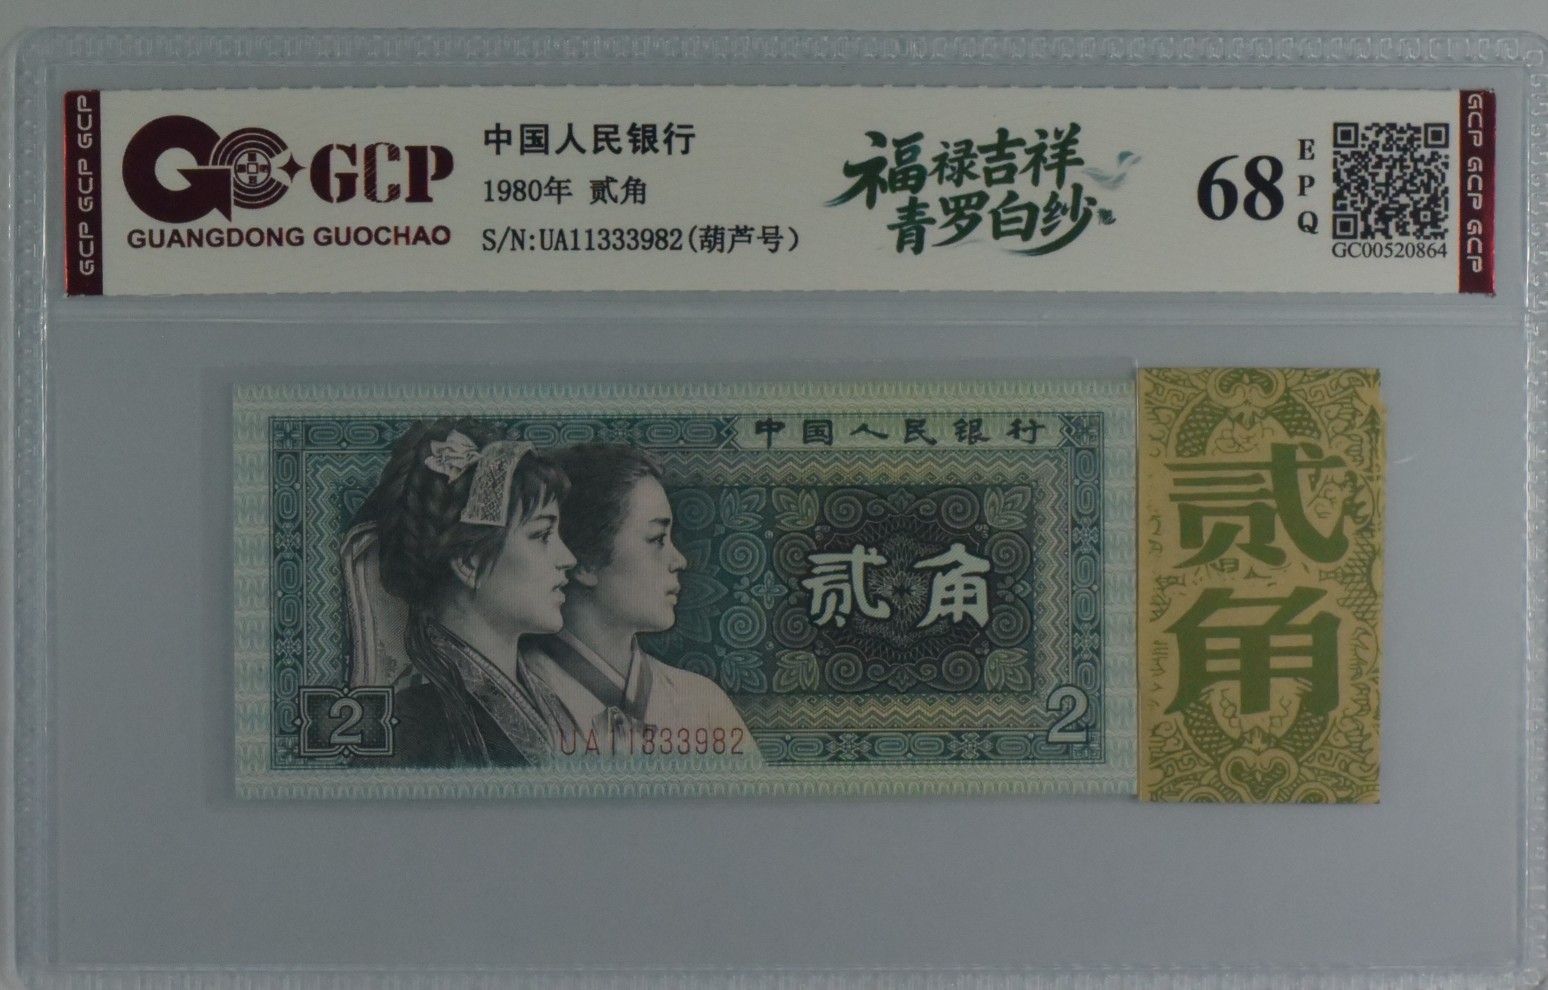 GCP GCP GCP
GCP
GUANGDONG GUOCHAO
中国人民银行
1980年 贰角
S/N:UA11333982(葫芦号)
福禄吉祥
青罗白纱
68
EPQ
GC00520864
GCP GCP GCP
中国人民银行
贰角
2
UA11333982
2
贰角